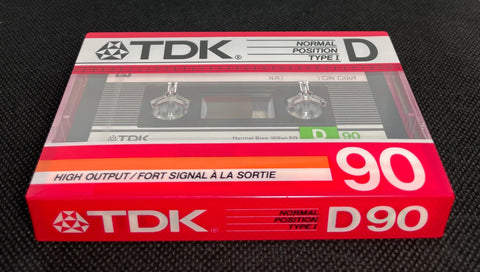 TDK® NORMAL POSITION TYPE I D
TDK Normal Bias 120μs EQ D 90
HIGH OUTPUT/FORT SIGNAL À LA SORTIE 90
TDK® NORMAL POSITION TYPE I D90